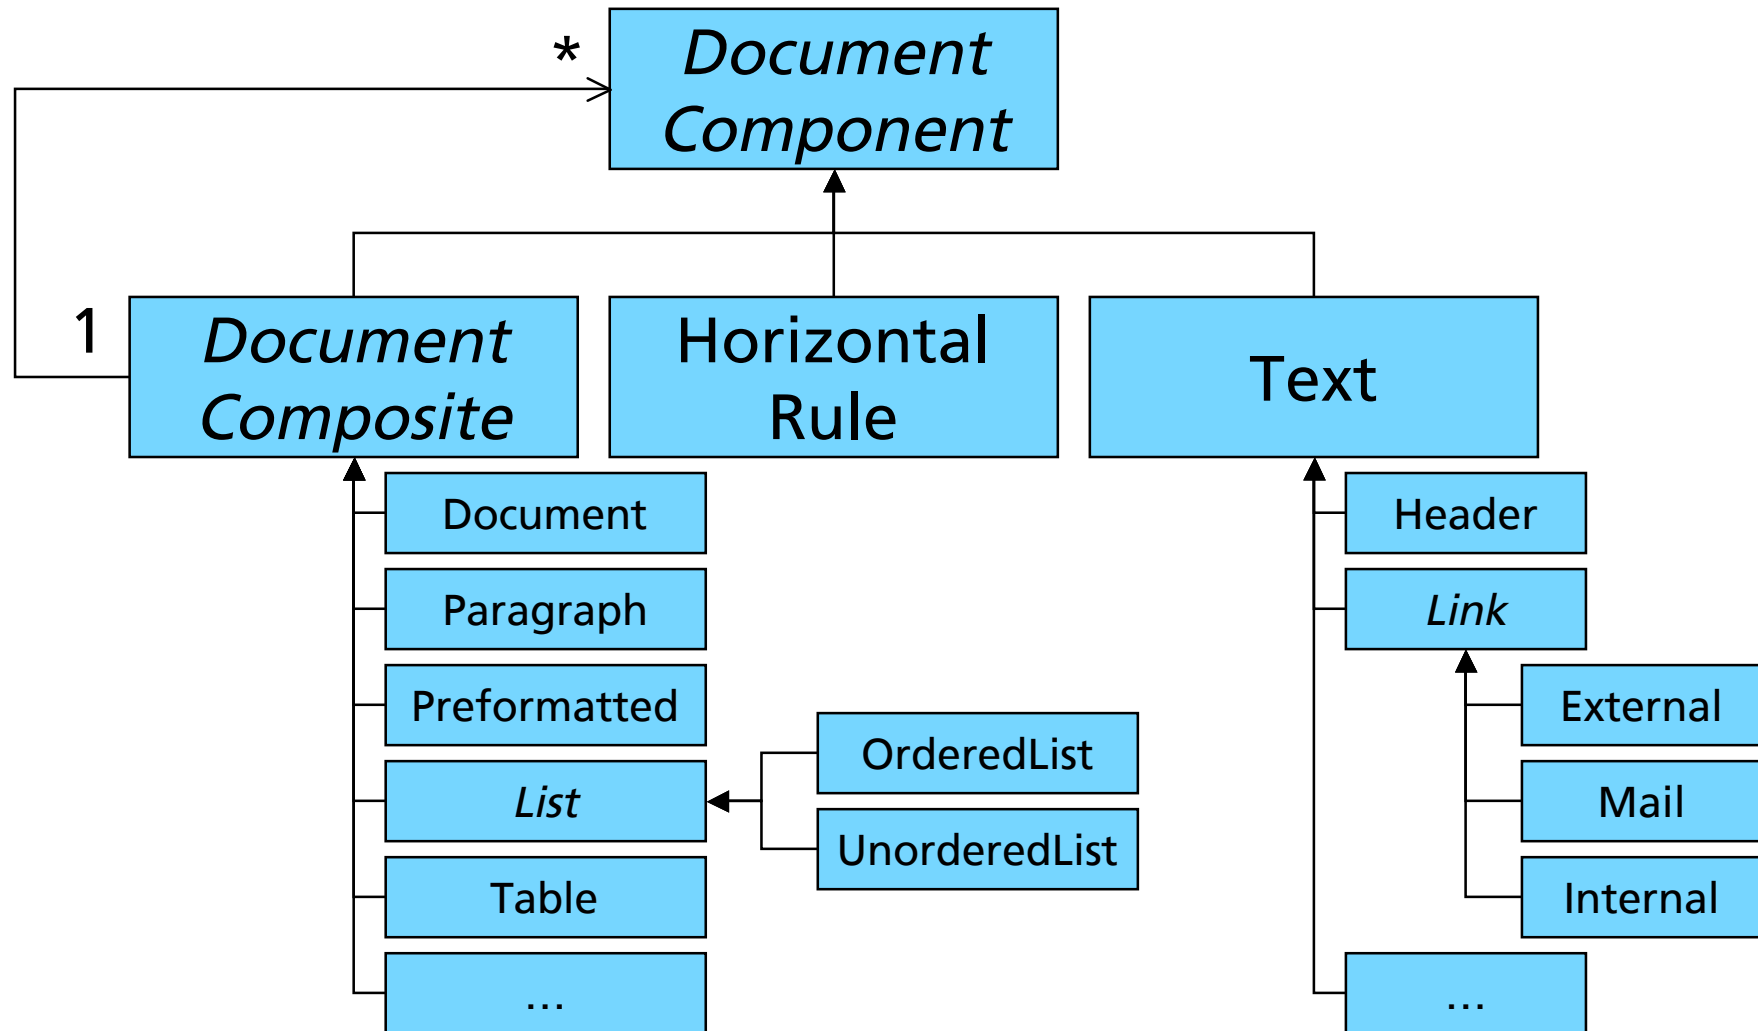 *
Document
Component
1
Document
Composite
Horizontal
Rule
Text
Document
Header
Paragraph
Link
Preformatted
External
OrderedList
List
Mail
UnorderedList
Table
Internal
...
...